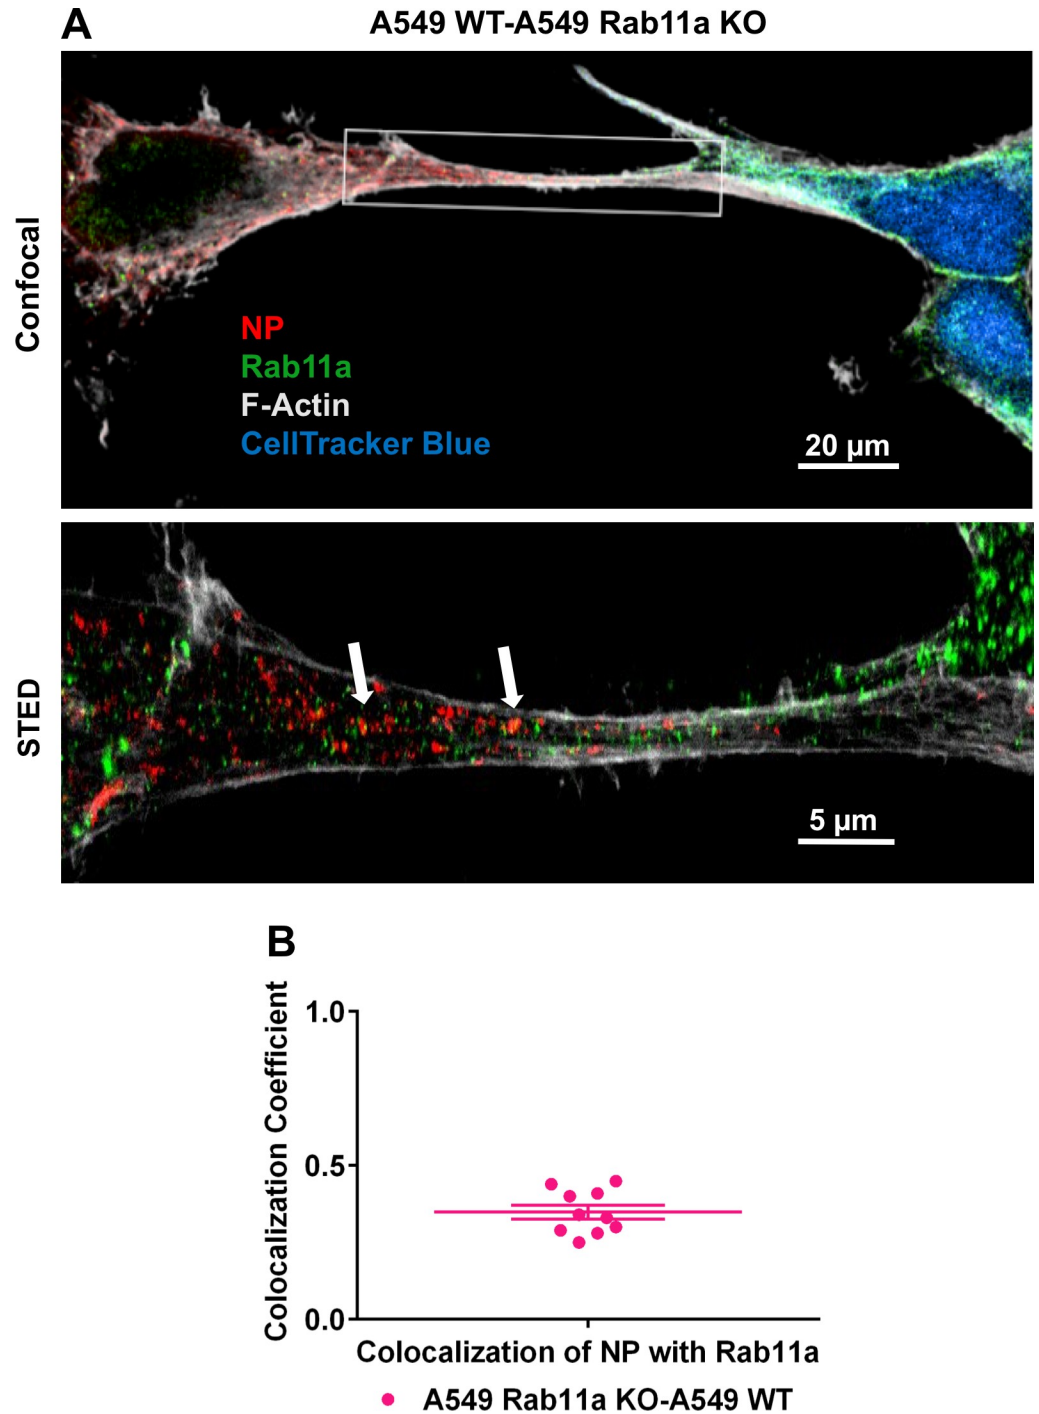 A
A549 WT-A549 Rab11a KO
Confocal
NP
Rab11a
F-Actin
CellTracker Blue
20 µm
STED
5 µm
B
Colocalization Coefficient
1.0
0.5
0.0
Colocalization of NP with Rab11a
A549 Rab11a KO-A549 WT